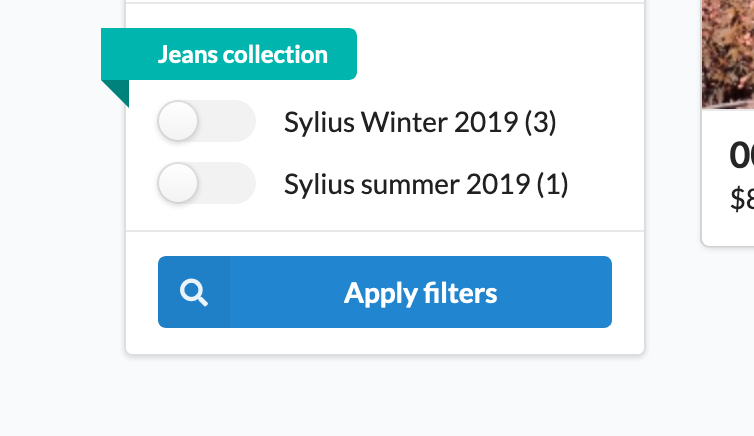 Jeans collection
Sylius Winter 2019 (3)
Sylius summer 2019 (1)
Apply filters